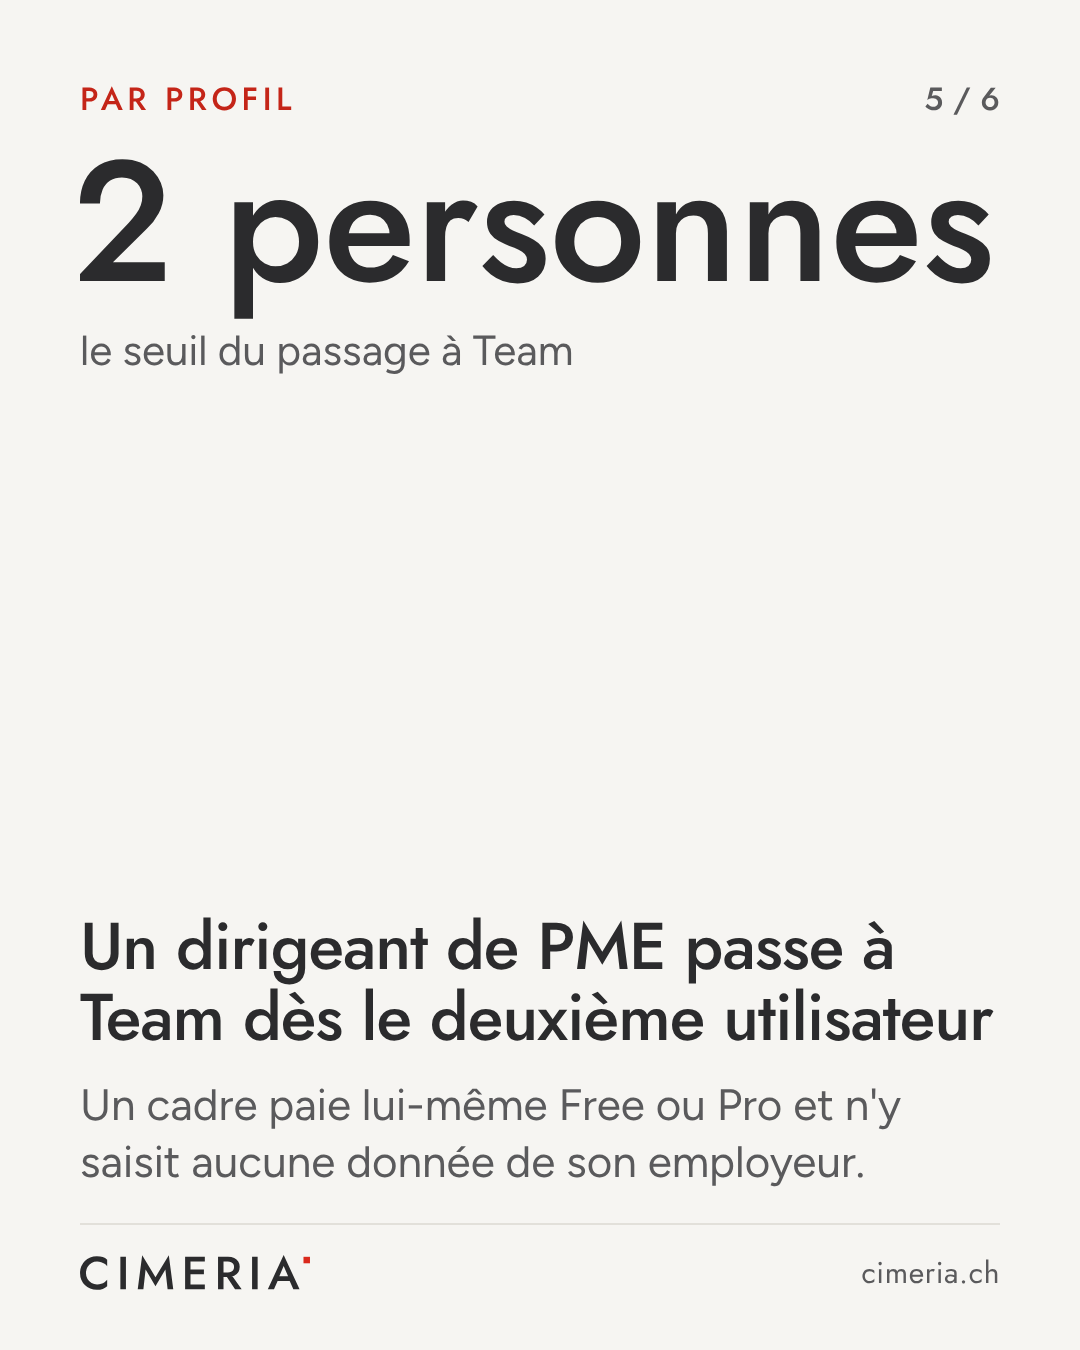 PAR PROFIL
5 / 6
2 personnes
le seuil du passage à Team
Un dirigeant de PME passe à
Team dès le deuxième utilisateur
Un cadre paie lui-même Free ou Pro et n'y
saisit aucune donnée de son employeur.
CIMERIA
cimeria.ch